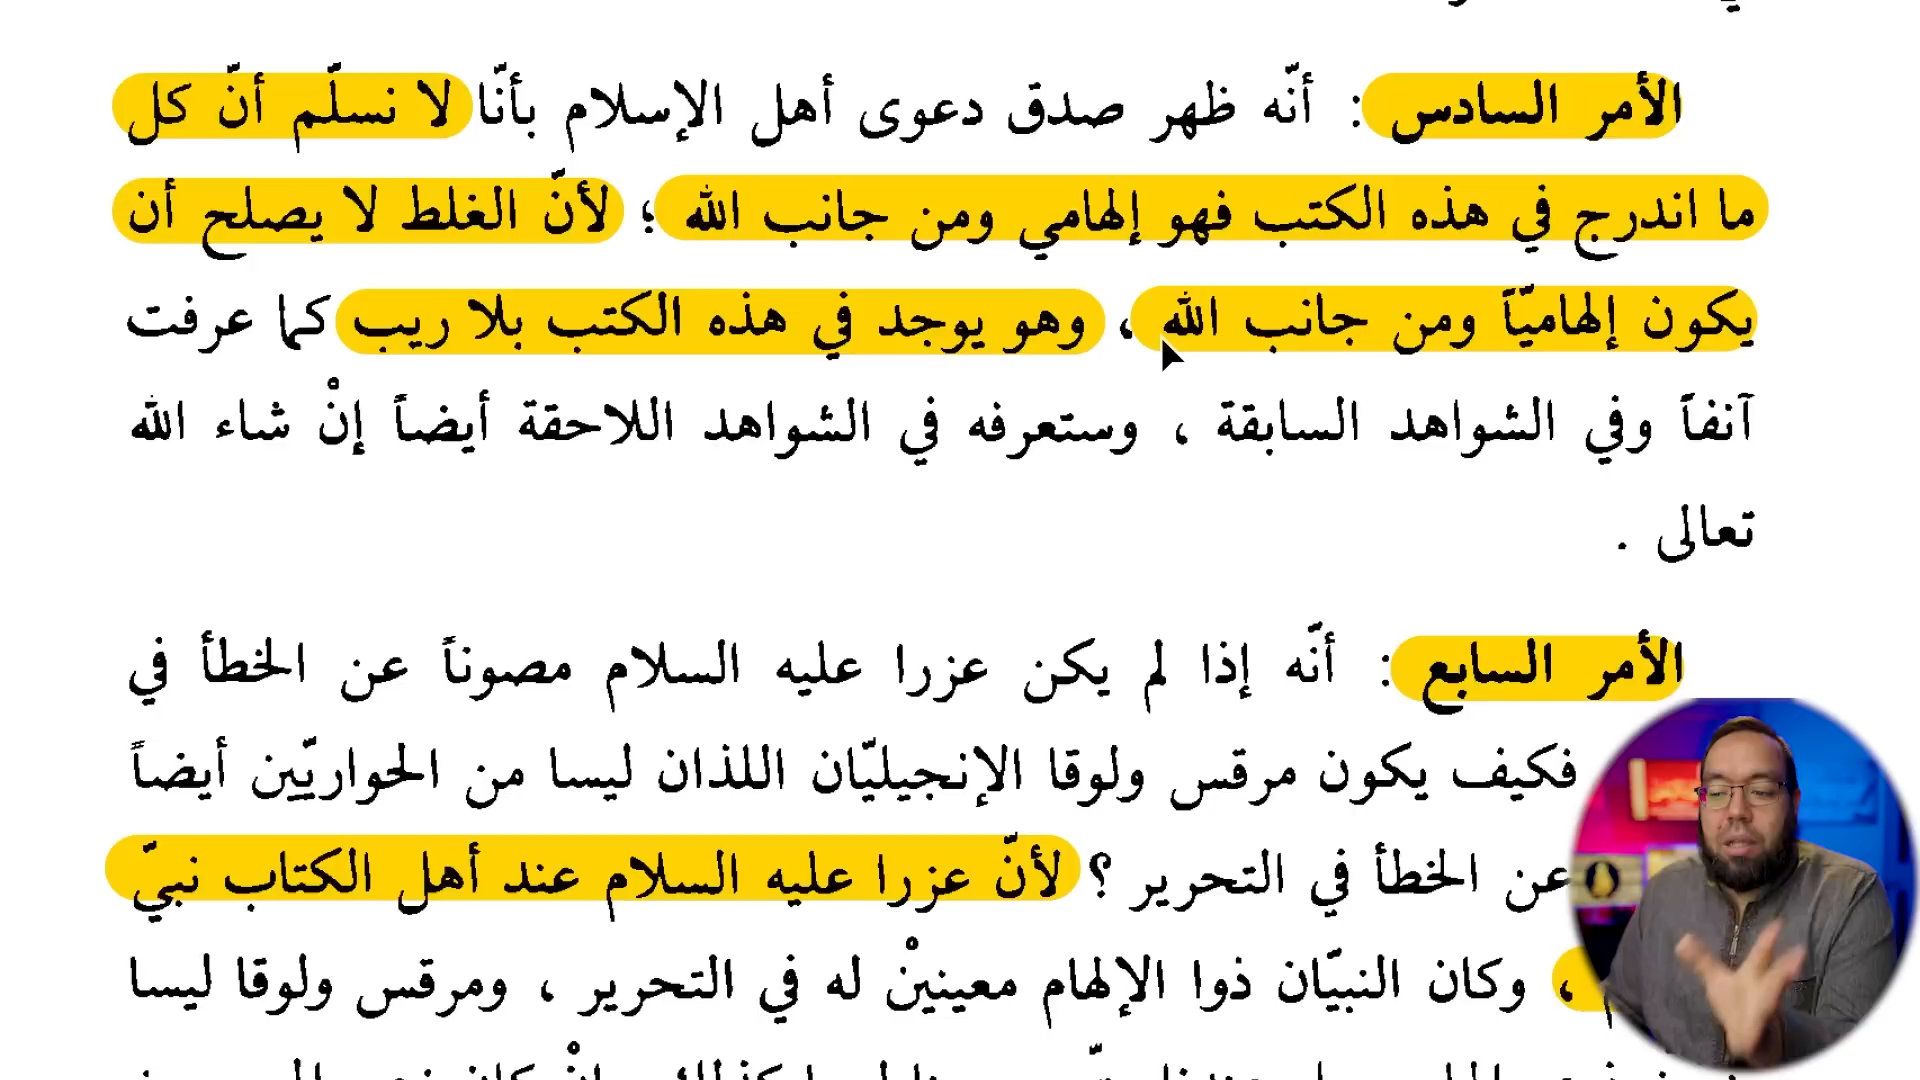 الأمر السادس : أنّه ظهر صدق دعوى أهل الإسلام بأنّنا لا نسلّم أنّ كل
ما اندرج في هذه الكتب فهو إلهامي ومن جانب الله ؛ لأنّ الغلط لا يصلح أن
يكون إلهاميّاً ومن جانب الله ، وهو يوجد في هذه الكتب بلا ريب كما عرفت
آنفاً وفي الشواهد السابقة ، وستعرفه في الشواهد اللاحقة أيضاً إنْ شاء الله
تعالى .
الأمر السابع : أنّه إذا لم يكن عزرا عليه السلام مصوناً عن الخطأ في
فكيف يكون مرقس ولوقا الإنجيليّان اللذان ليسا من الحواريّين أيضاً
عن الخطأ في التحرير ؟ لأنّ عزرا عليه السلام عند أهل الكتاب نبيّ
، وكان النبيّان ذوا الإلهام معينينْ له في التحرير ، ومرقس ولوقا ليسا